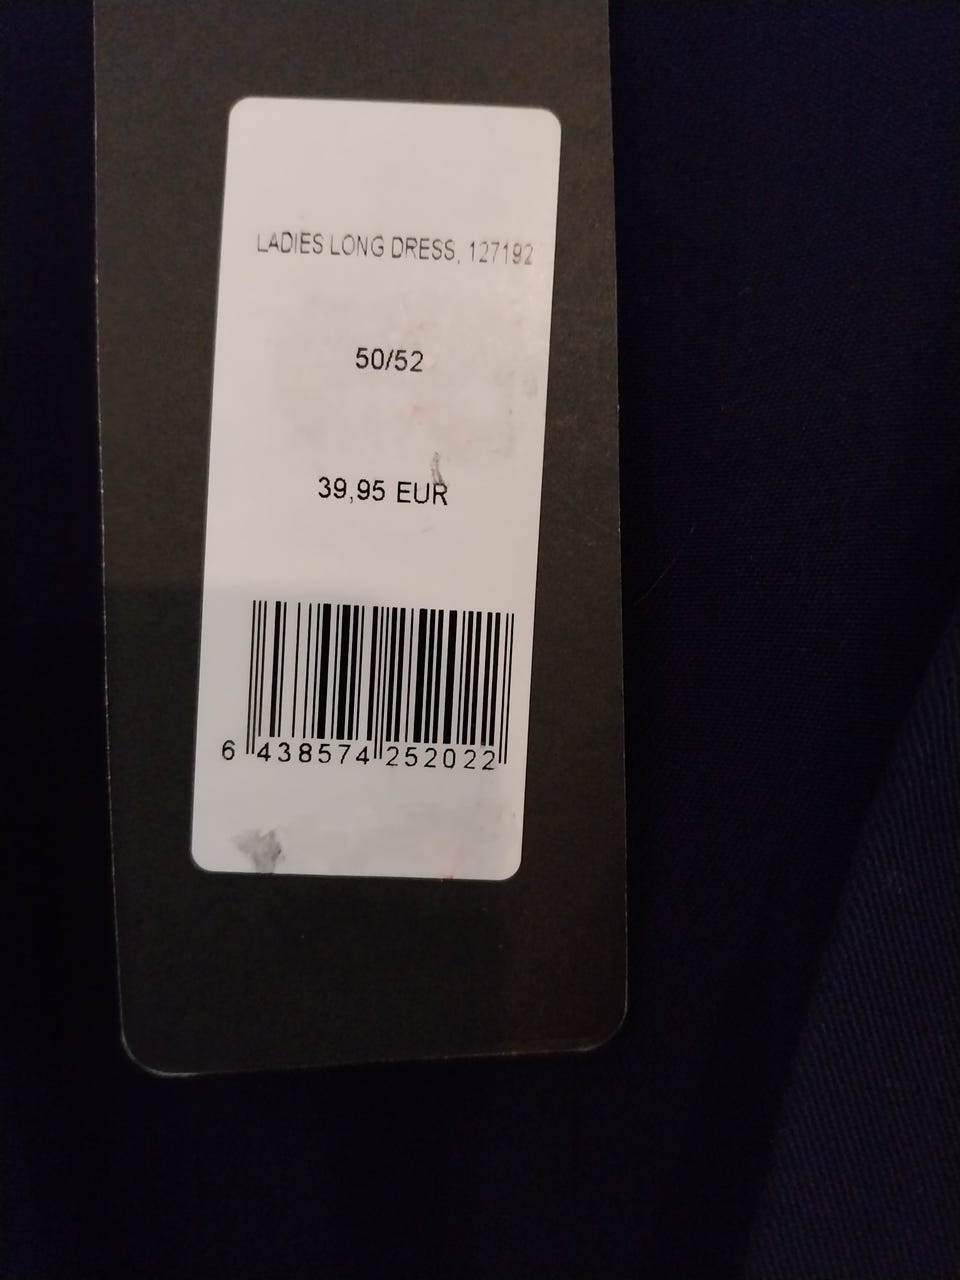 LADIES LONG DRESS, 127192
50/52
39,95 EUR
6 438574 252022